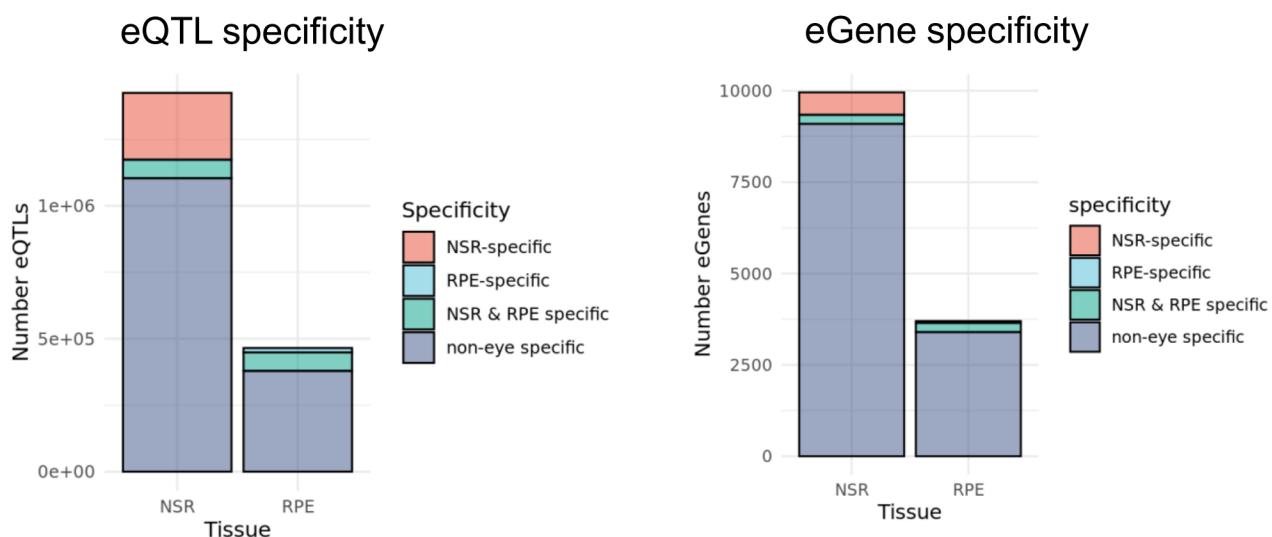 eQTL specificity
Number eQTLs
1e+06
5e+05
0e+00
NSR
RPE
Tissue
Specificity
NSR-specific
RPE-specific
NSR & RPE specific
non-eye specific
eGene specificity
Number eGenes
10000
7500
5000
2500
0
NSR
RPE
Tissue
specificity
NSR-specific
RPE-specific
NSR & RPE specific
non-eye specific